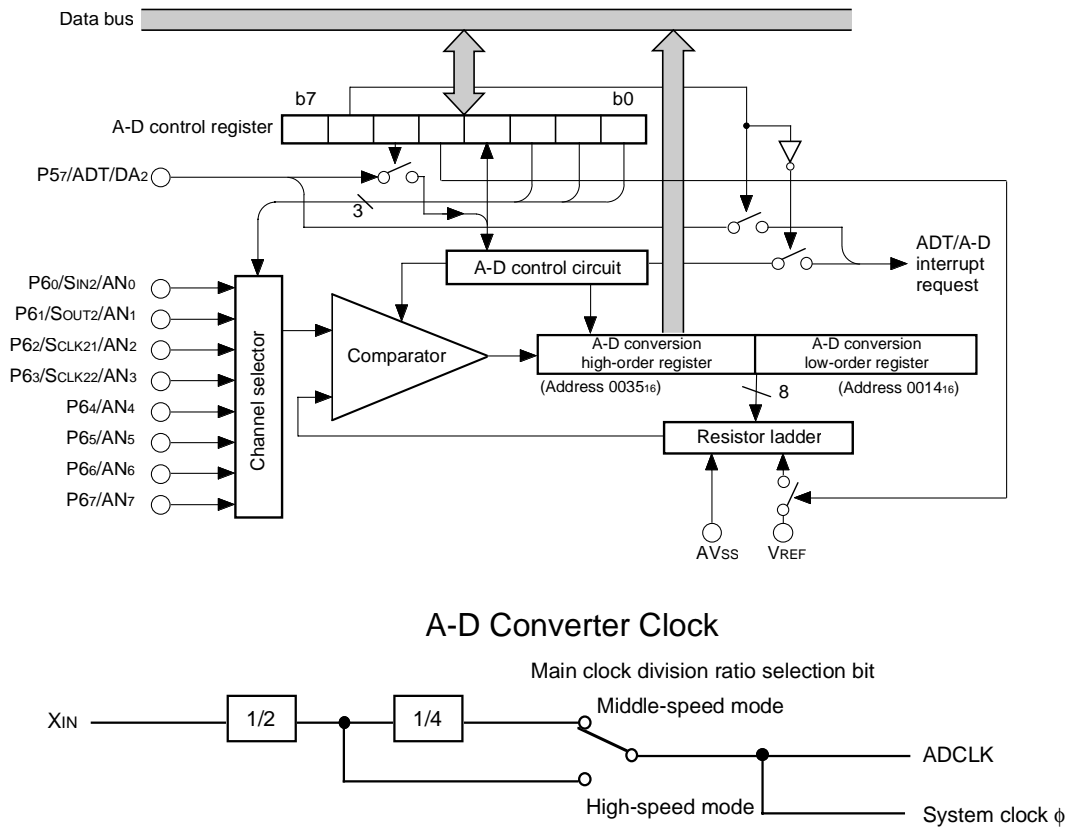 Data bus
b7
b0
A-D control register
P57/ADT/DA2
3
ADT/A-D
interrupt
request
A-D control circuit
P60/SIN2/AN0
P61/SOUT2/AN1
P62/SCLK21/AN2
P63/SCLK22/AN3
P64/AN4
P65/AN5
P66/AN6
P67/AN7
Channel selector
Comparator
A-D conversion
high-order register
A-D conversion
low-order register
(Address 003516)
8
(Address 001416)
Resistor ladder
AVSS
VREF
A-D Converter Clock
Main clock division ratio selection bit
Middle-speed mode
XIN
1/2
1/4
ADCLK
High-speed mode
System clock ϕ